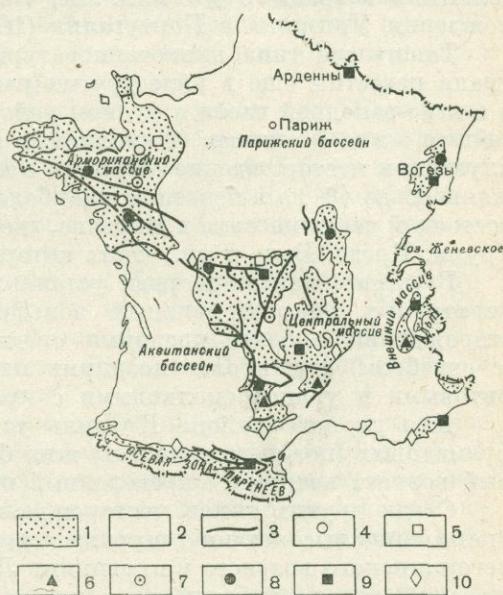 Арденны
Париж
Парижский бассейн
Армориканский
массив
Вогезы
оз. Женевское
Центральный
массив
Внешний массив
Альп
Аквитанский
бассейн
ОСЕВАЯ ЗОНА
ПИРЕНЕЕВ
1 2 3 4 5
6 7 8 9 10